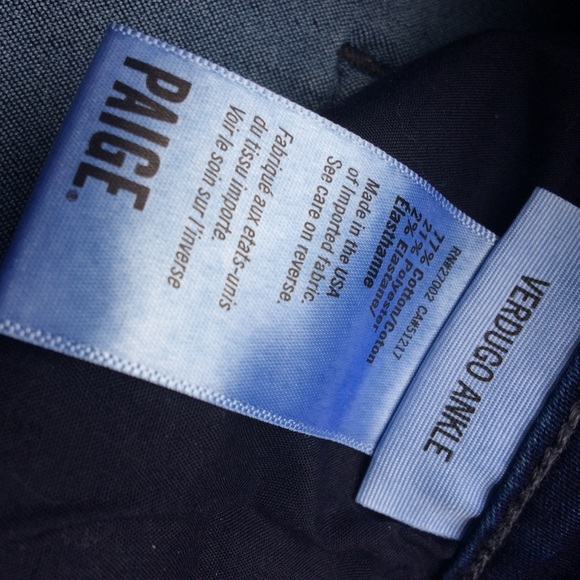 VERDUGO ANKLE
RN#27002 CA#51217
77% Cotton/Coton
21% Polyester
2% Elastane/
Elasthanne
Made in the USA
of Imported fabric.
See care on reverse.
Fabriqué aux etats-unis
du tissu importe
Voir le soin sur l'inverse
PAIGE®